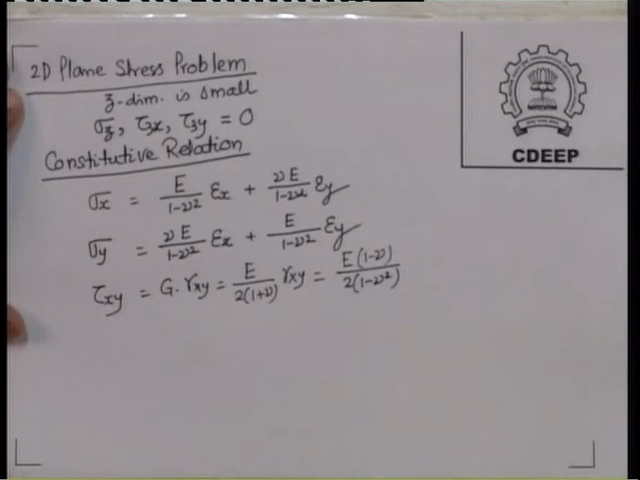 2D Plane Stress Problem
z-dim. is small
σz, τzx, τzy = 0
Constitutive Relation
σx = E/1-ν² εx + νE/1-ν² εy
σy = νE/1-ν² εx + E/1-ν² εy
τxy = G.γxy = E/2(1+ν) γxy = E(1-ν)/2(1-ν²)
CDEEP